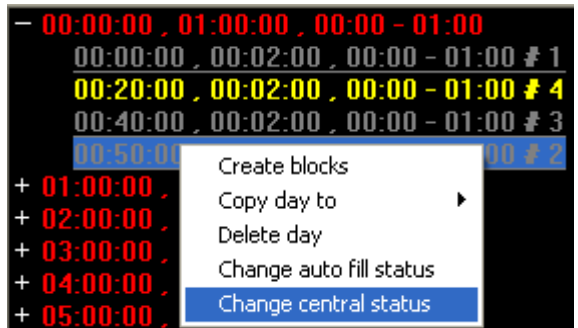 – 00:00:00 , 01:00:00 , 00:00 - 01:00
00:00:00 , 00:02:00 , 00:00 - 01:00 # 1
00:20:00 , 00:02:00 , 00:00 - 01:00 # 4
00:40:00 , 00:02:00 , 00:00 - 01:00 # 3
00:50:00 00 # 2
+ 01:00:00 ,
+ 02:00:00 ,
+ 03:00:00 ,
+ 04:00:00 ,
+ 05:00:00 ,
Create blocks
Copy day to
Delete day
Change auto fill status
Change central status